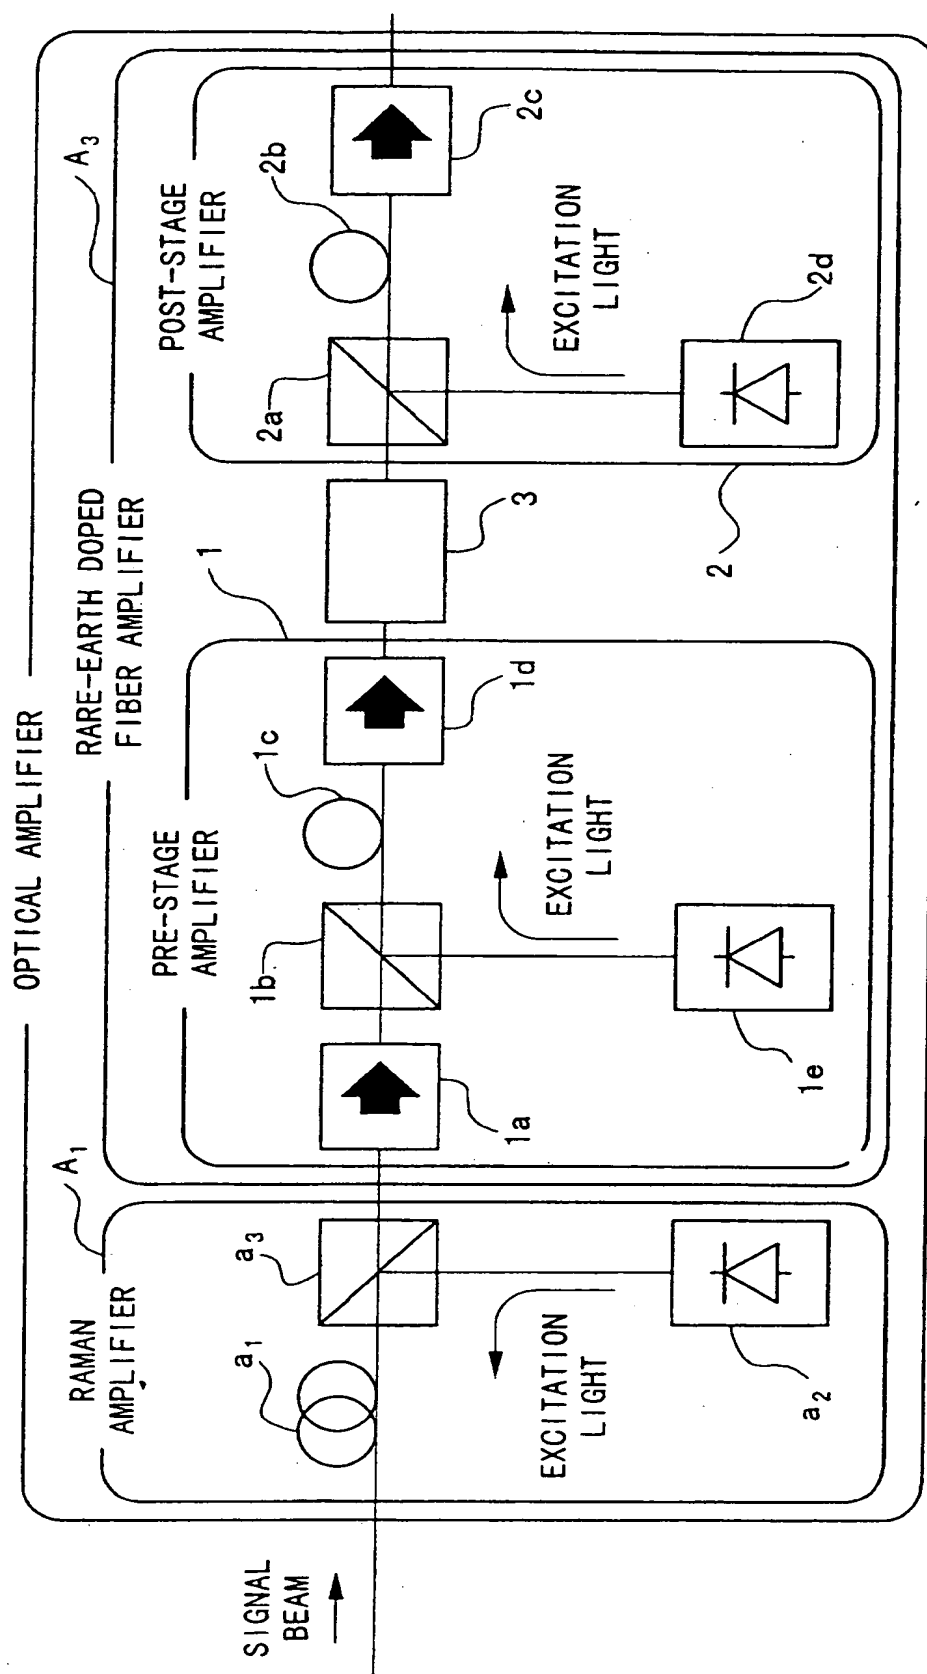 OPTICAL AMPLIFIER
A3
RARE-EARTH DOPED
FIBER AMPLIFIER
A1
RAMAN
AMPLIFIER
PRE-STAGE
AMPLIFIER
1
POST-STAGE
AMPLIFIER
a1
a3
1b
1c
2a
2b
SIGNAL
BEAM
1a
1d
3
2c
EXCITATION
LIGHT
EXCITATION
LIGHT
EXCITATION
LIGHT
a2
1e
2
2d